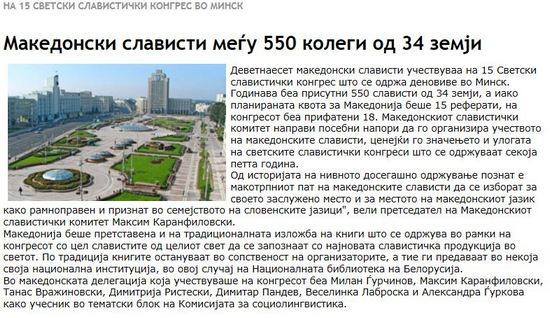 НА 15 СВЕТСКИ СЛАВИСТИЧКИ КОНГРЕС ВО МИНСК
Македонски слависти меѓу 550 колеги од 34 земји
Деветнаесет македонски слависти учествуваа на 15 Светски
славистички конгрес што се одржа деновиве во Минск.
Годинава беа присутни 550 слависти од 34 земји, а иако
планираната квота за Македонија беше 15 реферати, на
конгресот беа прифатени 18. Македонскиот славистички
комитет направи посебни напори да го организира учеството
на македонските слависти, ценејќи го значењето и улогата
на светските славистички конгреси што се одржуваат секоја
петта година.
Од историјата на нивното досегашно одржување познат е
макотрпниот пат на македонските слависти да се изборат за
своето заслужено место и за местото на македонскиот јазик
како рамноправен и признат во семејството на словенските јазици", вели претседател на Македонскиот
славистички комитет Максим Каранфиловски.
Македонија беше претставена и на традиционалната изложба на книги што се одржува во рамки на
конгресот со цел славистите од целиот свет да се запознаат со најновата славистичка продукција во
светот. По традиција книгите остануваат во сопственост на организаторите, а тие ги предаваат во некоја
своја национална институција, во овој случај на Националната библиотека на Белорусија.
Во македонската делегација која учествуваше на конгресот беа Милан Ѓурчинов, Максим Каранфиловски,
Танас Вражиновски, Димитрија Ристески, Димитар Пандев, Веселинка Лаброска и Александра Ѓуркова
како учесник во тематски блок на Комисијата за социолингвистика.